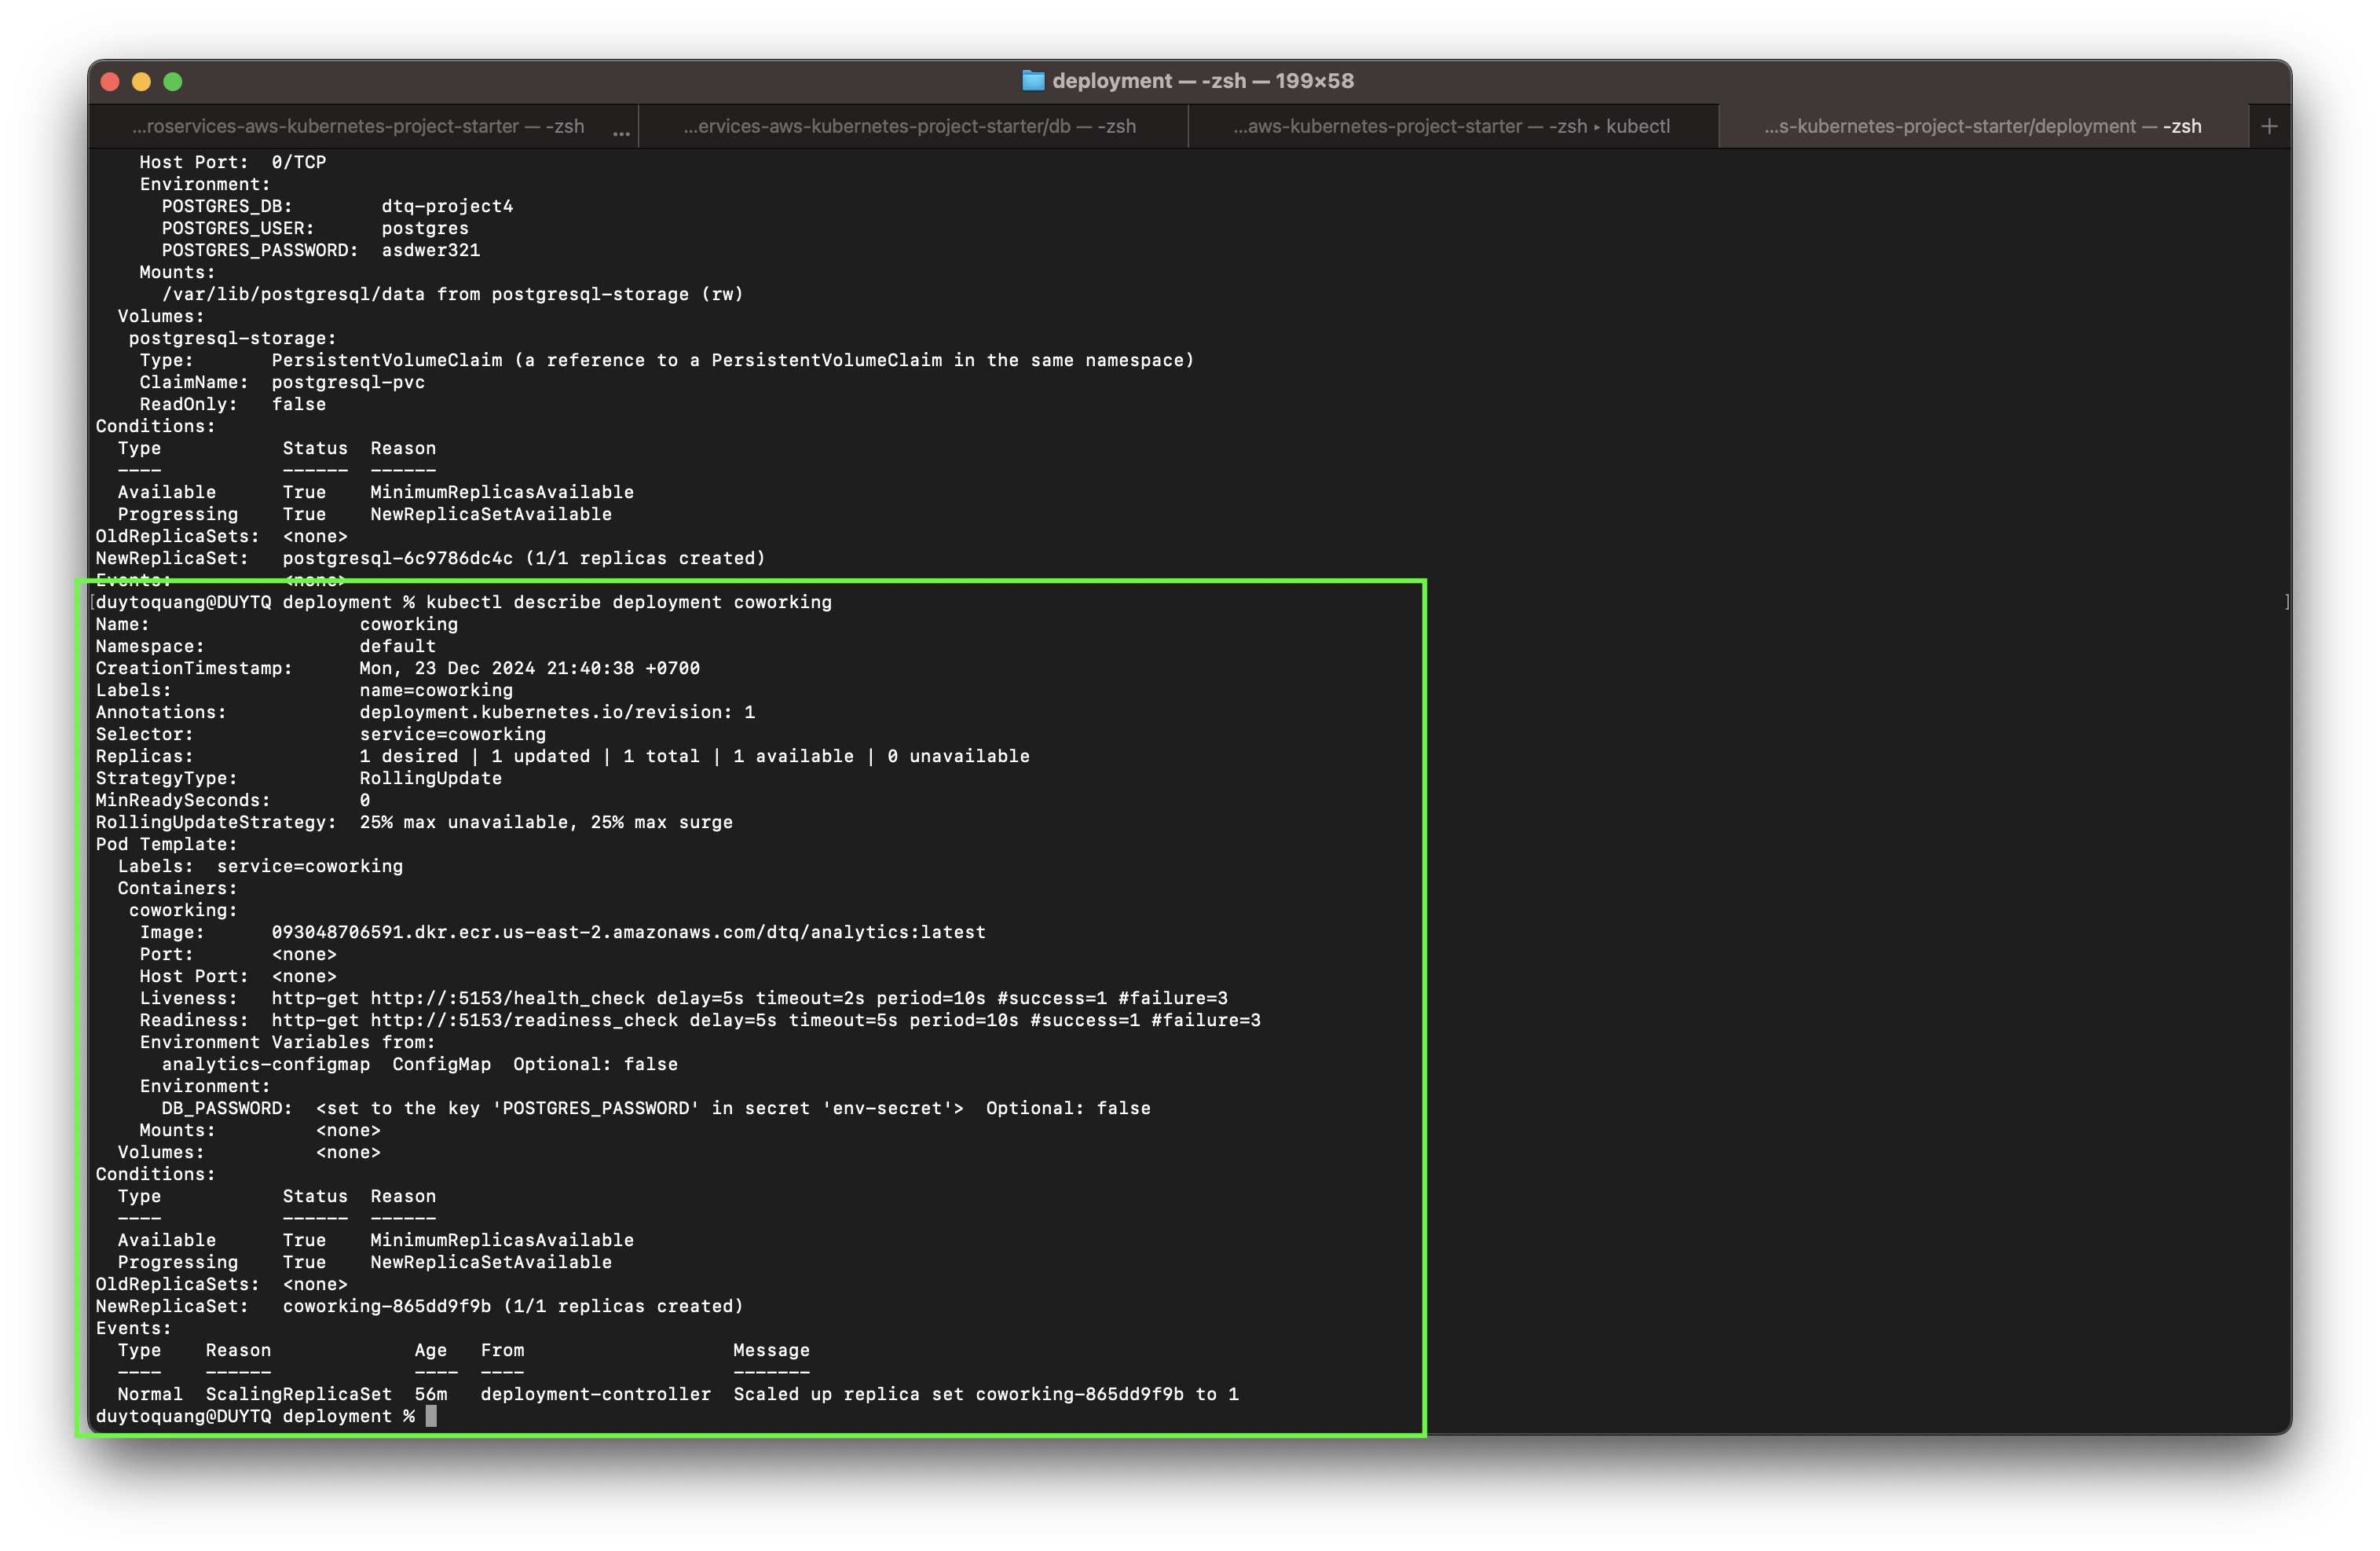 deployment — -zsh — 199×58
...roservices-aws-kubernetes-project-starter — -zsh ...
...ervices-aws-kubernetes-project-starter/db — -zsh
...aws-kubernetes-project-starter — -zsh ▸ kubectl
...s-kubernetes-project-starter/deployment — -zsh
+
Host Port:  0/TCP
Environment:
POSTGRES_DB:        dtq-project4
POSTGRES_USER:      postgres
POSTGRES_PASSWORD:  asdwer321
Mounts:
/var/lib/postgresql/data from postgresql-storage (rw)
Volumes:
postgresql-storage:
Type:       PersistentVolumeClaim (a reference to a PersistentVolumeClaim in the same namespace)
ClaimName:  postgresql-pvc
ReadOnly:   false
Conditions:
Type           Status  Reason
----           ------  ------
Available      True    MinimumReplicasAvailable
Progressing    True    NewReplicaSetAvailable
OldReplicaSets:  <none>
NewReplicaSet:   postgresql-6c9786dc4c (1/1 replicas created)
Events:          <none>
[duytoquang@DUYTQ deployment % kubectl describe deployment coworking ]
Name:                   coworking
Namespace:              default
CreationTimestamp:      Mon, 23 Dec 2024 21:40:38 +0700
Labels:                 name=coworking
Annotations:            deployment.kubernetes.io/revision: 1
Selector:               service=coworking
Replicas:               1 desired | 1 updated | 1 total | 1 available | 0 unavailable
StrategyType:           RollingUpdate
MinReadySeconds:        0
RollingUpdateStrategy:  25% max unavailable, 25% max surge
Pod Template:
Labels:  service=coworking
Containers:
coworking:
Image:      093048706591.dkr.ecr.us-east-2.amazonaws.com/dtq/analytics:latest
Port:       <none>
Host Port:  <none>
Liveness:   http-get http://:5153/health_check delay=5s timeout=2s period=10s #success=1 #failure=3
Readiness:  http-get http://:5153/readiness_check delay=5s timeout=5s period=10s #success=1 #failure=3
Environment Variables from:
analytics-configmap  ConfigMap  Optional: false
Environment:
DB_PASSWORD:  <set to the key 'POSTGRES_PASSWORD' in secret 'env-secret'>  Optional: false
Mounts:         <none>
Volumes:          <none>
Conditions:
Type           Status  Reason
----           ------  ------
Available      True    MinimumReplicasAvailable
Progressing    True    NewReplicaSetAvailable
OldReplicaSets:  <none>
NewReplicaSet:   coworking-865dd9f9b (1/1 replicas created)
Events:
Type    Reason             Age   From                   Message
----    ------             ----  ----                   -------
Normal  ScalingReplicaSet  56m   deployment-controller  Scaled up replica set coworking-865dd9f9b to 1
duytoquang@DUYTQ deployment %